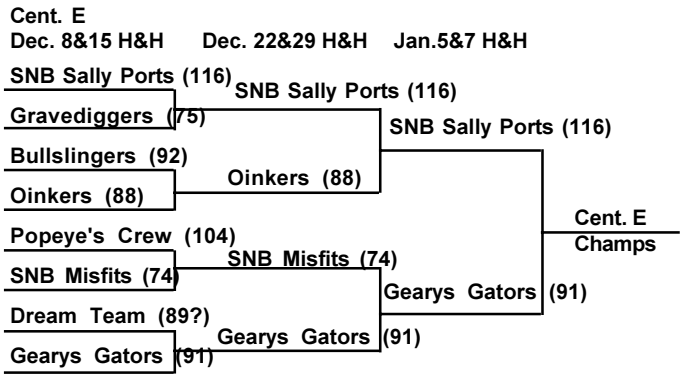 Cent. E
Dec. 8&15 H&H Dec. 22&29 H&H Jan.5&7 H&H
SNB Sally Ports (116)
SNB Sally Ports (116)
Gravediggers (75)
SNB Sally Ports (116)
Bullslingers (92)
Oinkers (88)
Oinkers (88)
Cent. E
Popeye's Crew (104)
Champs
SNB Misfits (74)
SNB Misfits (74)
Gearys Gators (91)
Dream Team (89?)
Gearys Gators (91)
Gearys Gators (91)